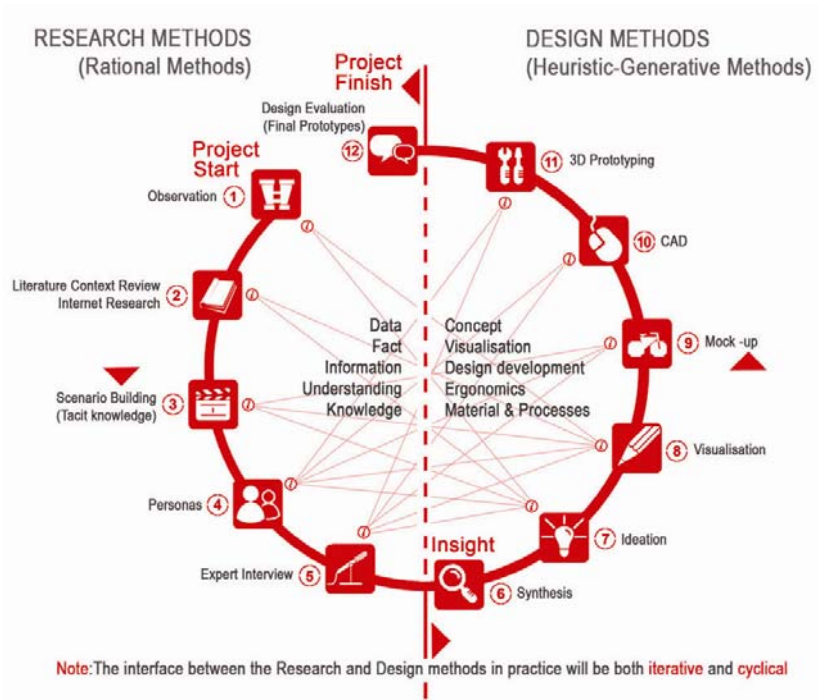 RESEARCH METHODS
(Rational Methods)
DESIGN METHODS
(Heuristic-Generative Methods)
Project
Finish
Design Evaluation
(Final Prototypes)
12
Project
Start
Observation 1
Literature Context Review
Internet Research
2
Scenario Building
(Tacit knowledge)
3
Personas 4
Expert Interview 5
Insight
6 Synthesis
7 Ideation
8 Visualisation
9 Mock -up
10 CAD
11 3D Prototyping
Data
Fact
Information
Understanding
Knowledge
Concept
Visualisation
Design development
Ergonomics
Material & Processes
i
i
i
i
i
i
i
i
i
i
Note:The interface between the Research and Design methods in practice will be both iterative and cyclical